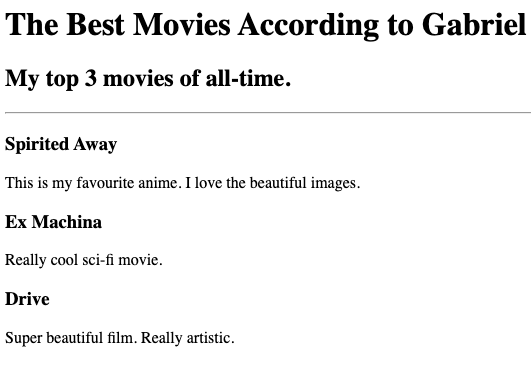 The Best Movies According to Gabriel
My top 3 movies of all-time.
Spirited Away
This is my favourite anime. I love the beautiful images.
Ex Machina
Really cool sci-fi movie.
Drive
Super beautiful film. Really artistic.